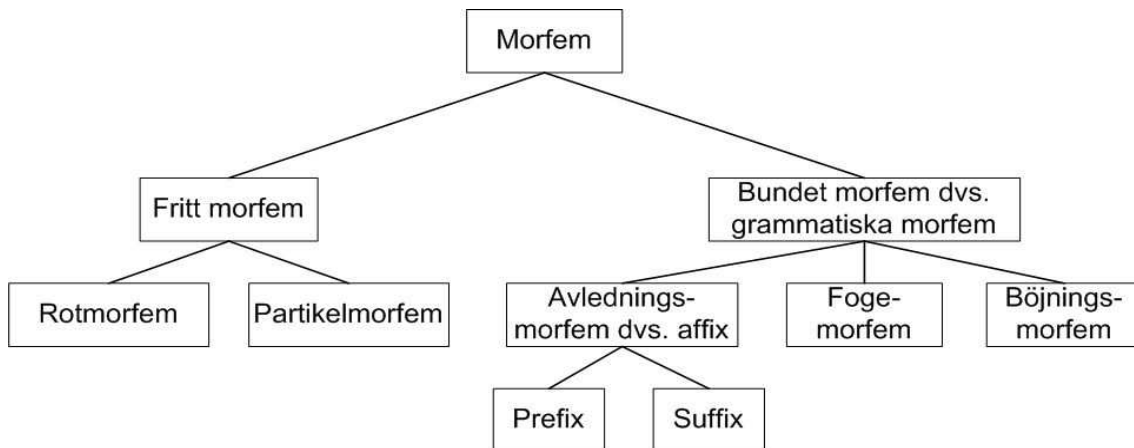 Morfem
Fritt morfem
Bundet morfem dvs.
grammatiska morfem
Rotmorfem
Partikelmorfem
Avlednings-
morfem dvs. affix
Foge-
morfem
Böjnings-
morfem
Prefix
Suffix